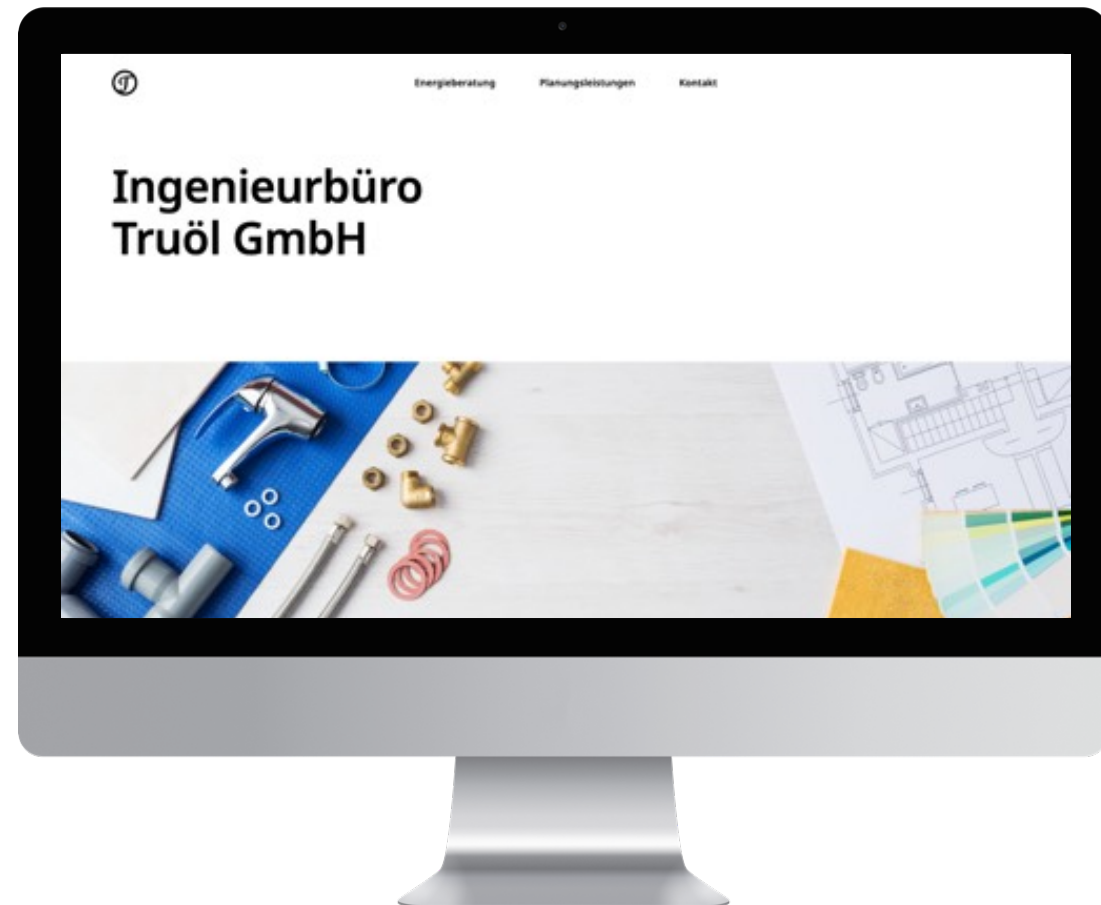 T
Energieberatung Planungsleistungen Kontakt
Ingenieurbüro
Truöl GmbH